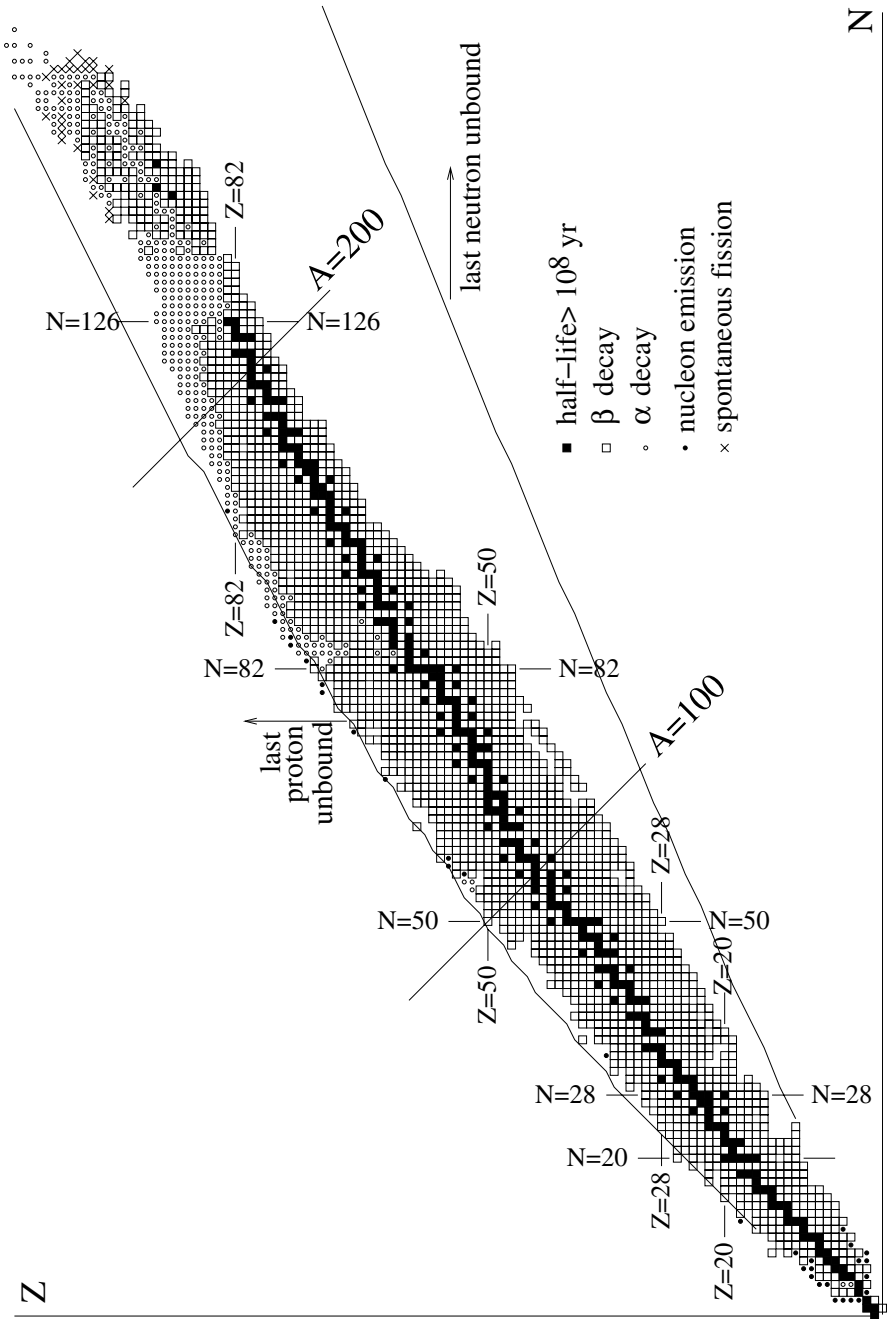 Z
N
N=126
Z=82
A=200
N=126
last neutron unbound
Z=82
N=82
last
proton
unbound
Z=50
N=82
A=100
N=50
Z=50
Z=28
N=50
Z=20
N=28
N=28
N=20
Z=28
Z=20
half−life> 10⁸ yr
β decay
α decay
nucleon emission
spontaneous fission